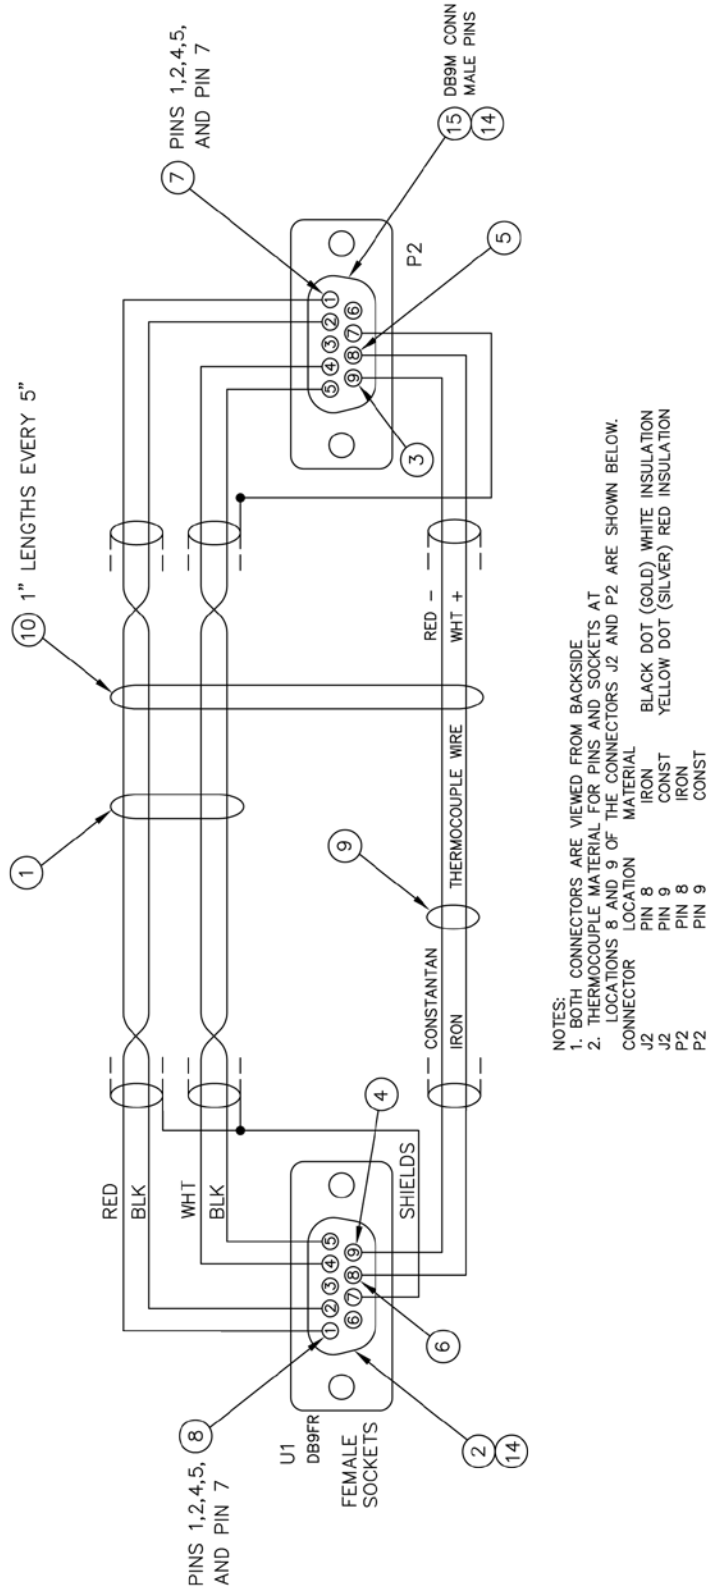 10 1" LENGTHS EVERY 5"
1
7 PINS 1,2,4,5,
AND PIN 7
PINS 1,2,4,5, 8
AND PIN 7
RED
BLK
WHT
BLK
U1
DB9FR
FEMALE
SOCKETS
1 2 3 4 5
6 7 8 9
SHIELDS
4
6
2
14
CONSTANTAN
IRON
9
THERMOCOUPLE WIRE
RED -
WHT +
5 4 3 2 1
9 8 7 6
P2
3
5
15 DB9M CONN
14 MALE PINS
NOTES:
1. BOTH CONNECTORS ARE VIEWED FROM BACKSIDE
2. THERMOCOUPLE MATERIAL FOR PINS AND SOCKETS AT
LOCATIONS 8 AND 9 OF THE CONNECTORS J2 AND P2 ARE SHOWN BELOW.
CONNECTOR LOCATION MATERIAL
J2 PIN 8 IRON BLACK DOT (GOLD) WHITE INSULATION
J2 PIN 9 CONST YELLOW DOT (SILVER) RED INSULATION
P2 PIN 8 IRON
P2 PIN 9 CONST